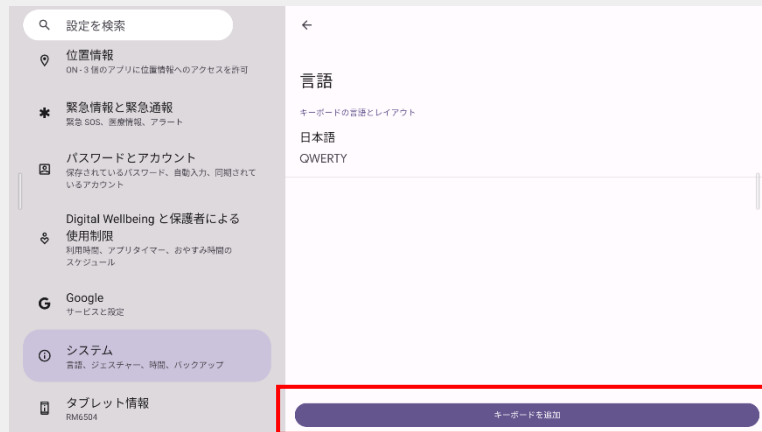 設定を検索
位置情報
ON - 3 個のアプリに位置情報へのアクセスを許可
緊急情報と緊急通報
緊急 SOS、医療情報、アラート
パスワードとアカウント
保存されているパスワード、自動入力、同期されて
いるアカウント
Digital Wellbeing と保護者による
使用制限
利用時間、アプリタイマー、おやすみ時間の
スケジュール
Google
サービスと設定
システム
言語、ジェスチャー、時間、バックアップ
タブレット情報
RM6504
言語
キーボードの言語とレイアウト
日本語
QWERTY
キーボードを追加